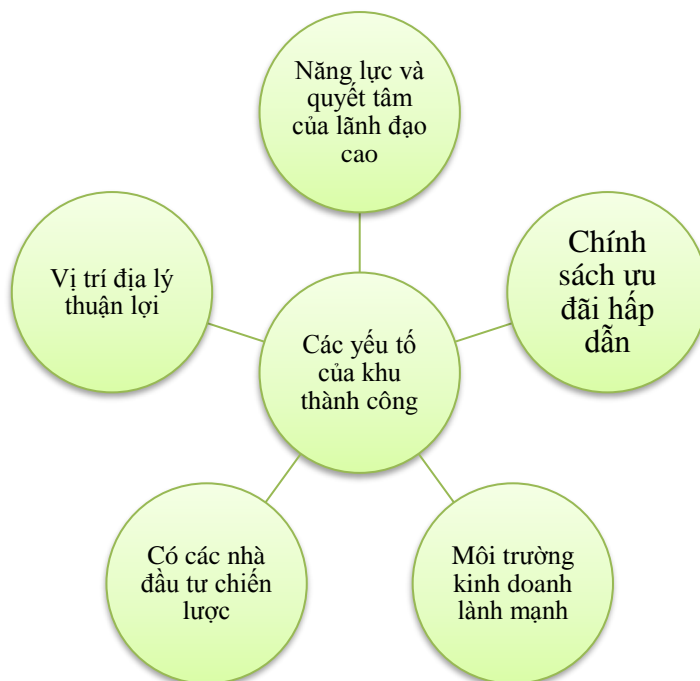 Năng lực và
quyết tâm
của lãnh đạo
cao
Chính
sách ưu
đãi hấp
dẫn
Vị trí địa lý
thuận lợi
Các yếu tố
của khu
thành công
Có các nhà
đầu tư chiến
lược
Môi trường
kinh doanh
lành mạnh